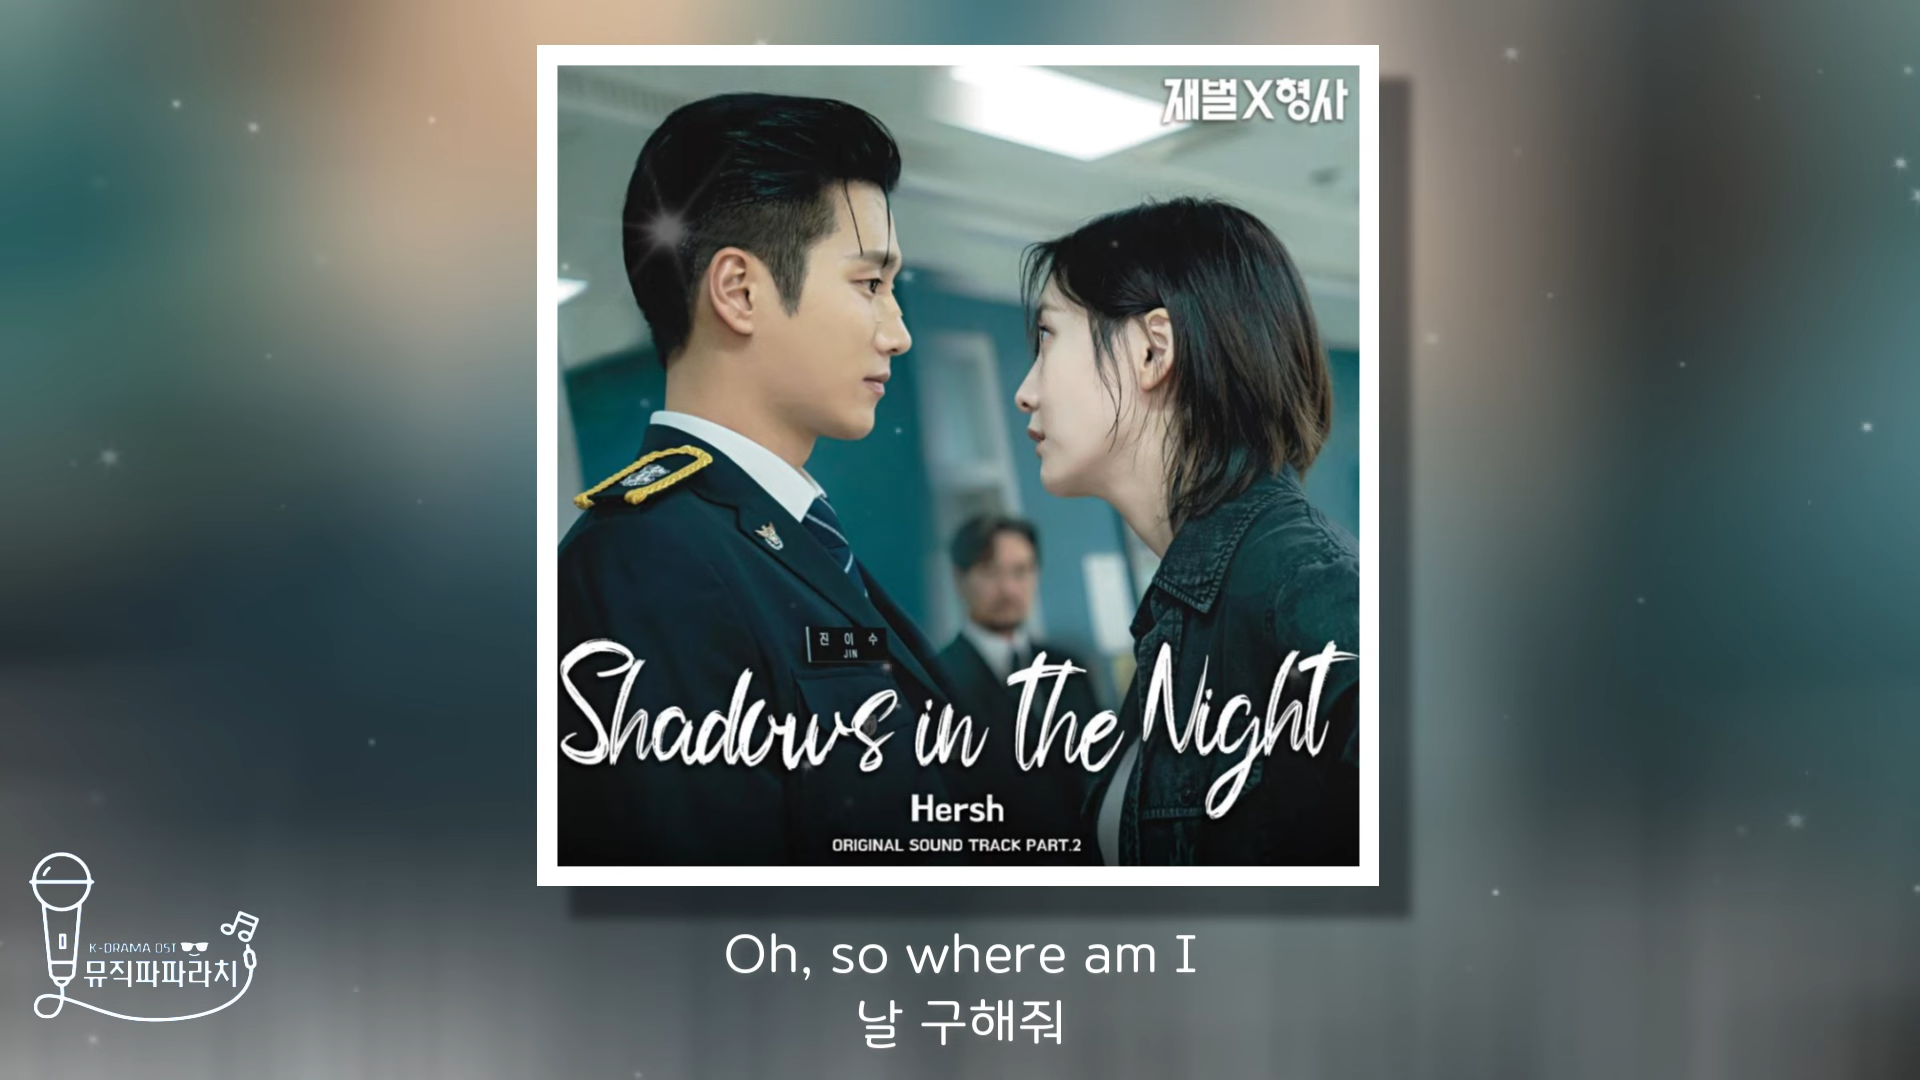 재벌X형사
진 이 수
JIN
Shadows in the Night
Hersh
ORIGINAL SOUND TRACK PART.2
K-DRAMA OST
뮤직파파라치
Oh, so where am I
날 구해줘